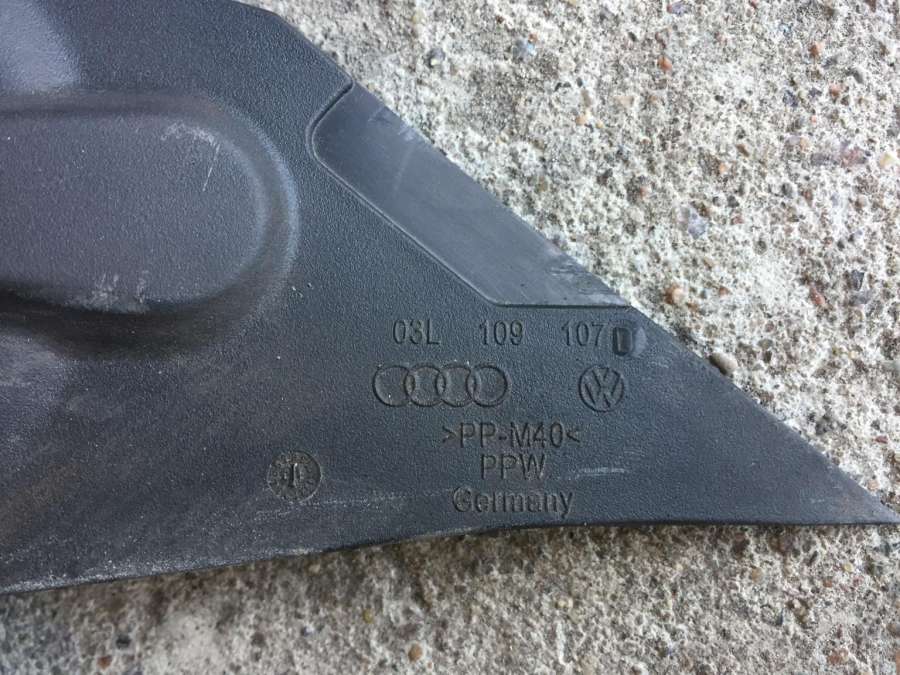 03L 109 107 D
>PP-M40<
PPW
Germany